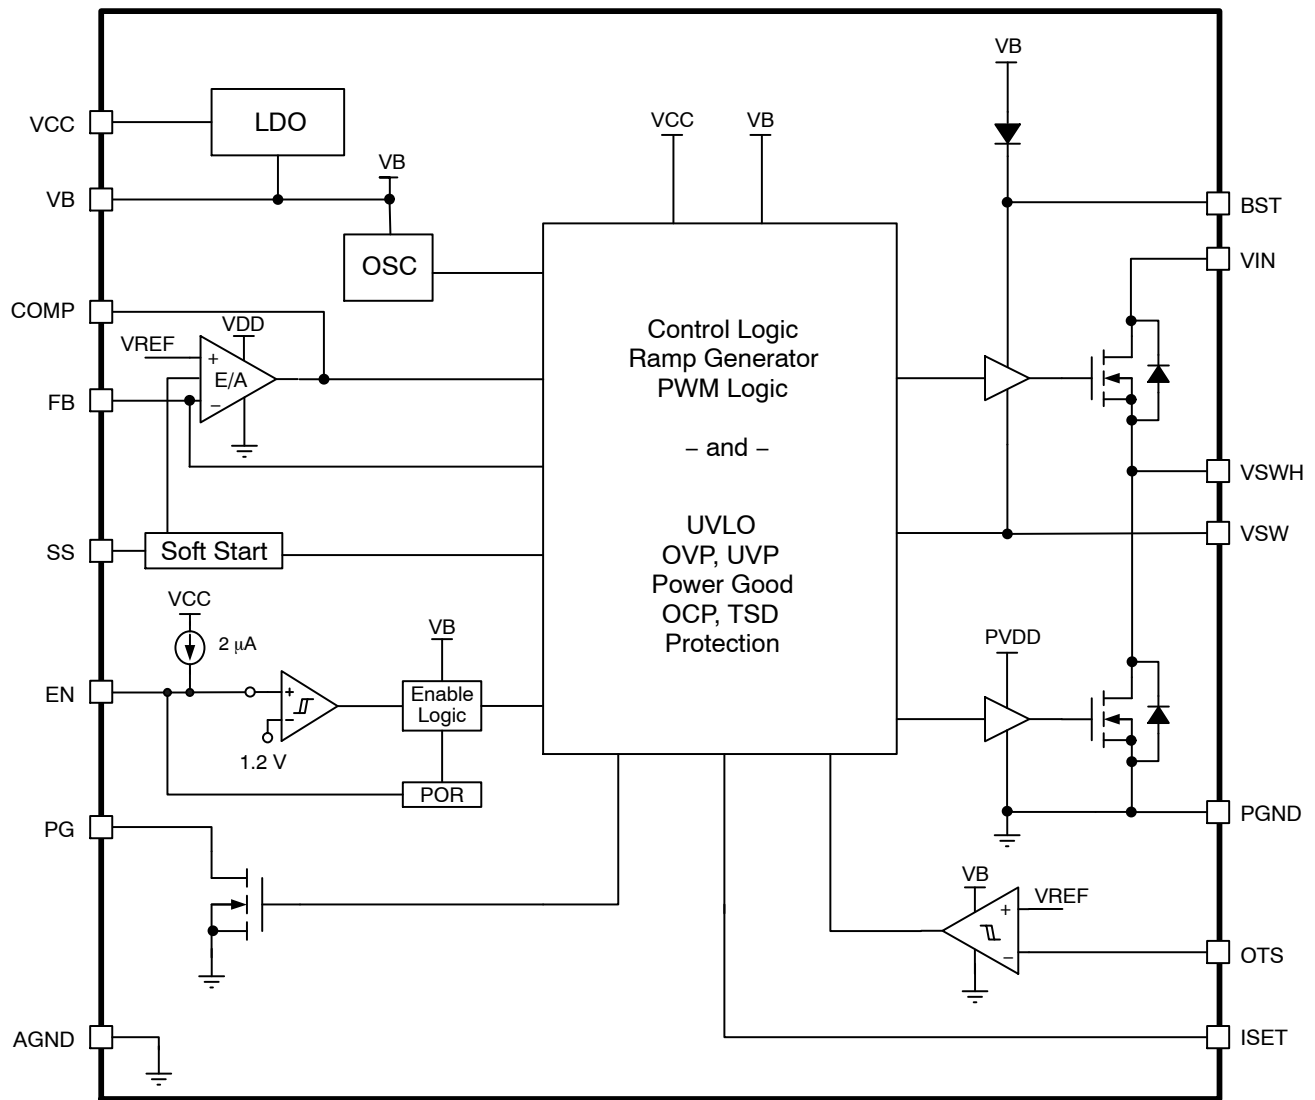 VB
VCC
LDO
VCC
VB
VB
VB
BST
OSC
VIN
COMP
VDD
VREF
+
E/A
−
FB
Control Logic
Ramp Generator
PWM Logic
– and –
UVLO
OVP, UVP
Power Good
OCP, TSD
Protection
VSWH
VSW
SS
Soft Start
VCC
2 μA
VB
PVDD
EN
+
−
Enable
Logic
1.2 V
POR
PG
PGND
VB
VREF
+
−
OTS
AGND
ISET